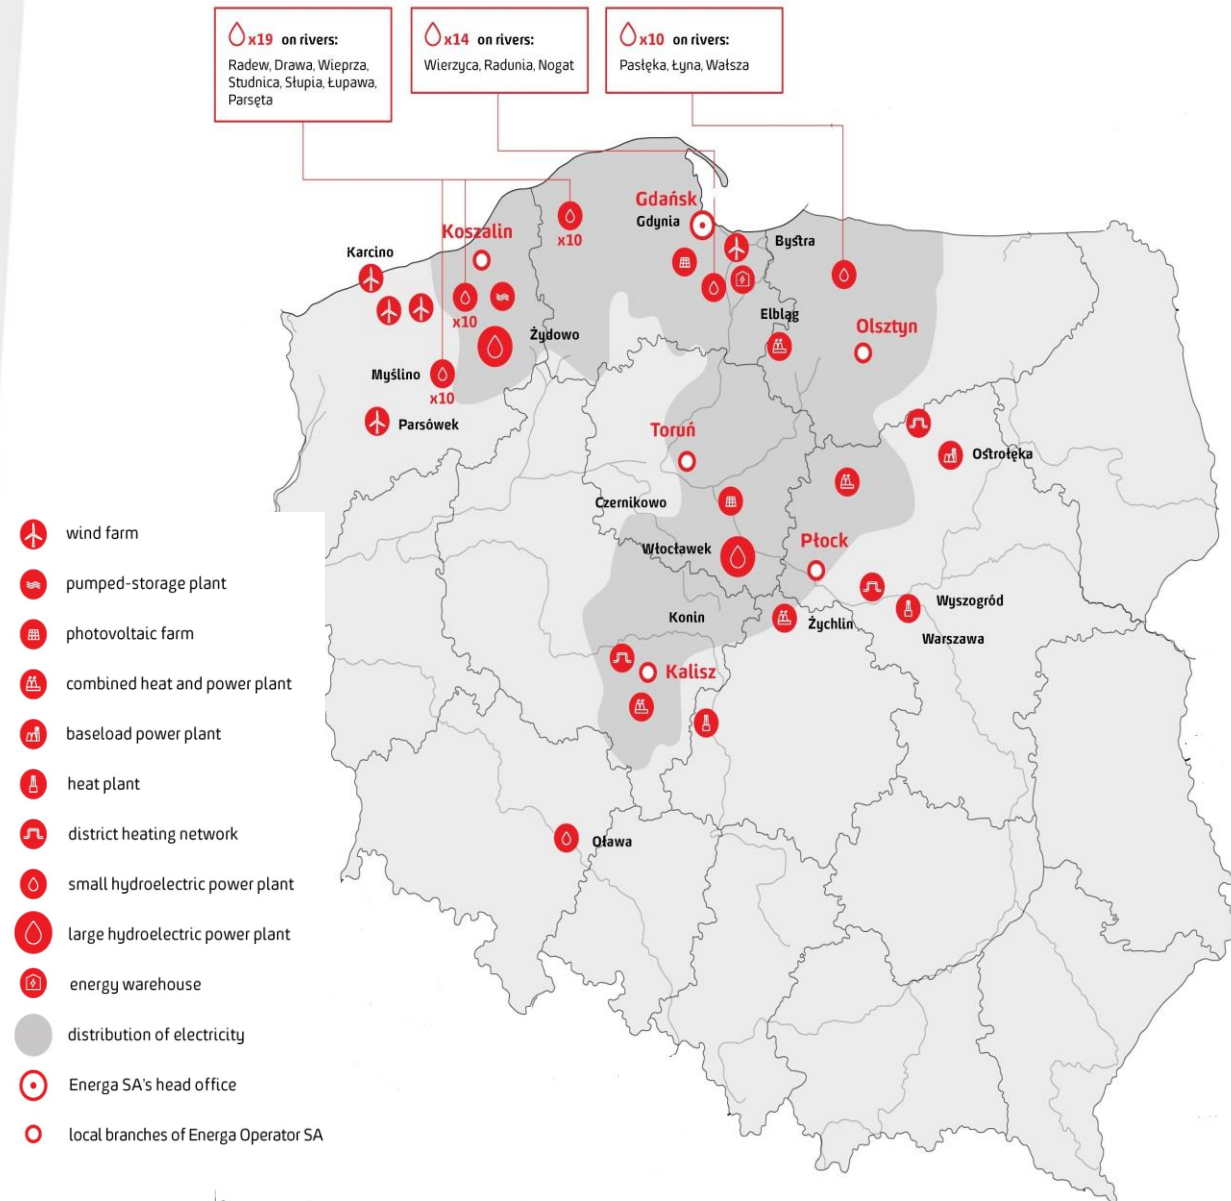 x19 on rivers:
Radew, Drawa, Wieprza,
Studnica, Słupia, Łupawa,
Parsęta
x14 on rivers:
Wierzyca, Radunia, Nogat
x10 on rivers:
Pasłęka, Łyna, Wałsza
Gdańsk
Gdynia
x10
Bystra
Koszalin
Karcino
x10
Żydowo
Elbląg
Olsztyn
Myślino
x10
Parsówek
Toruń
Ostrołęka
Czernikowo
Włocławek
Płock
Wyszogród
Konin
Żychlin
Warszawa
Kalisz
Oława
wind farm
pumped-storage plant
photovoltaic farm
combined heat and power plant
baseload power plant
heat plant
district heating network
small hydroelectric power plant
large hydroelectric power plant
energy warehouse
distribution of electricity
Energa SA's head office
local branches of Energa Operator SA